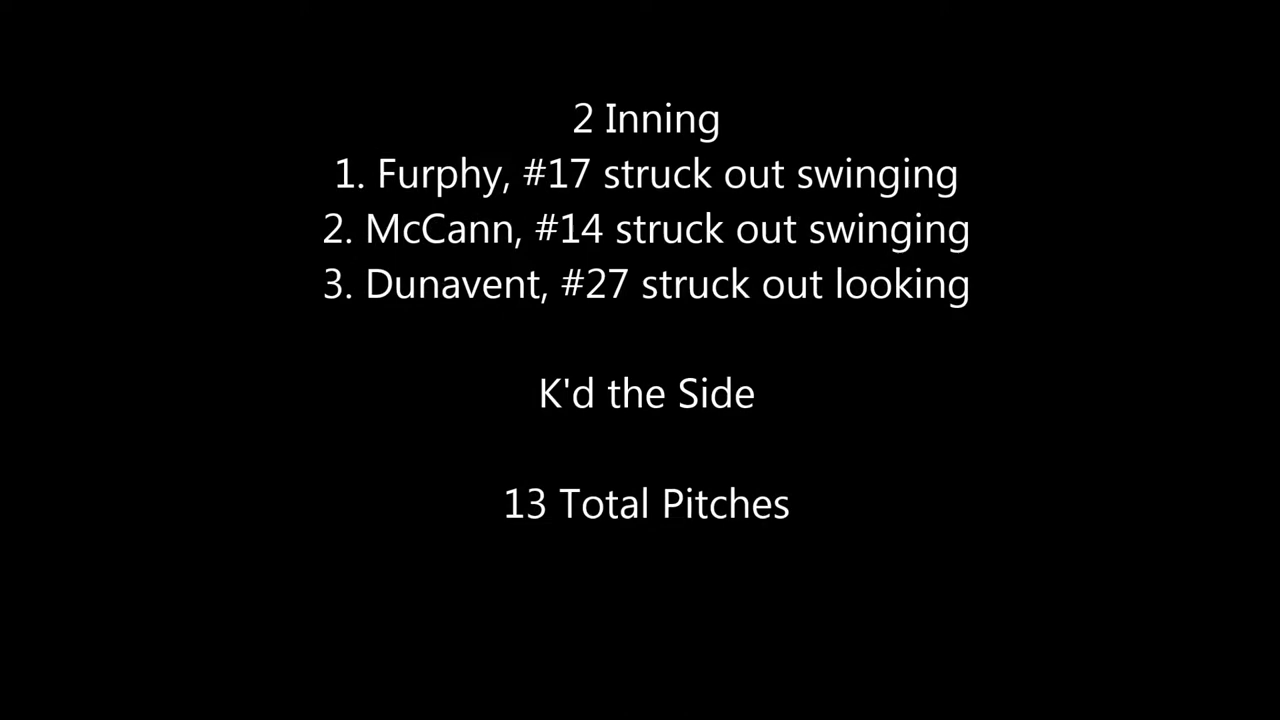 2 Inning
1. Furphy, #17 struck out swinging
2. McCann, #14 struck out swinging
3. Dunavent, #27 struck out looking
K'd the Side
13 Total Pitches